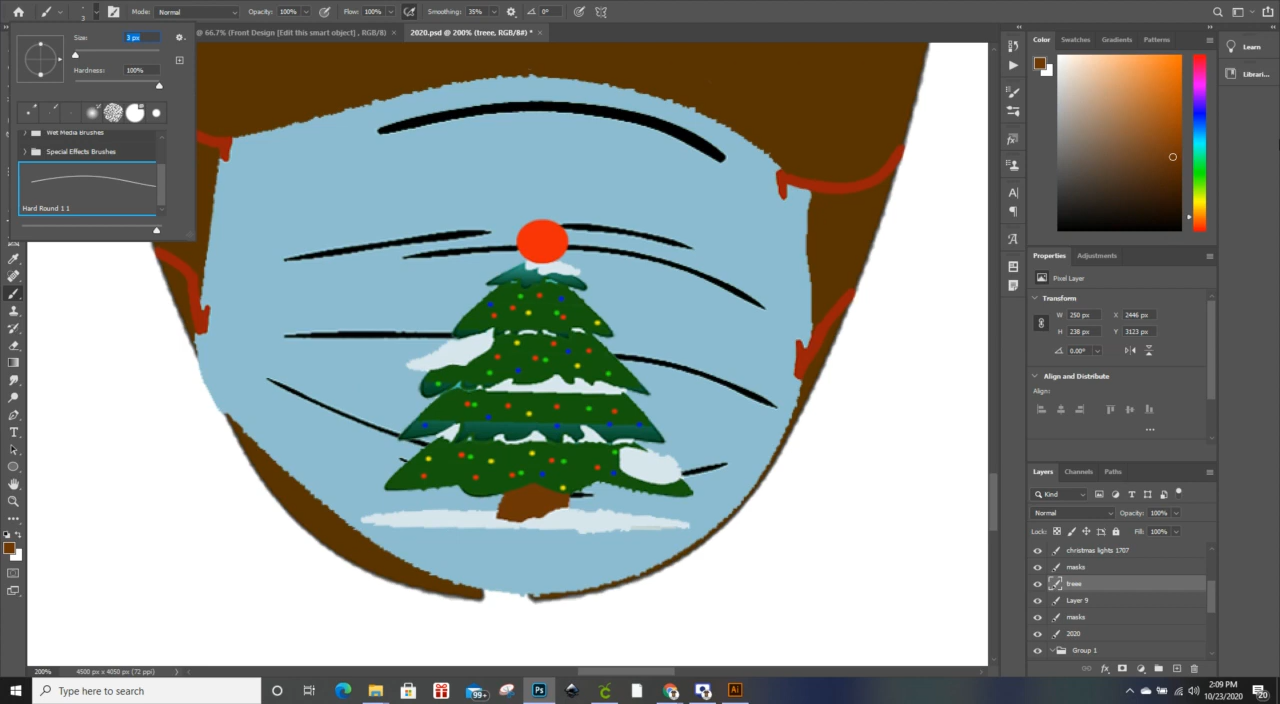 Mode: Normal Opacity: 100% Flow: 100% Smoothing: 35% 0°
3
@ 66.7% (Front Design [Edit this smart object] , RGB/8) × 2020.psd @ 200% (treee, RGB/8#) * ×
Size: 3 px
Hardness: 100%
Wet Media Brushes
Special Effects Brushes
Hard Round 1 1
Color Swatches Gradients Patterns
Learn
Librari...
Properties Adjustments
Pixel Layer
Transform
W 250 px X 2446 px
H 238 px Y 3123 px
0.00°
Align and Distribute
Align:
Layers Channels Paths
Kind
Normal Opacity: 100%
Lock: Fill: 100%
christmas lights 1707
masks
treee
Layer 9
masks
2020
Group 1
200% 4500 px x 4050 px (72 ppi)
Type here to search
99+
Ps
Ai
2:09 PM
10/23/2020
20